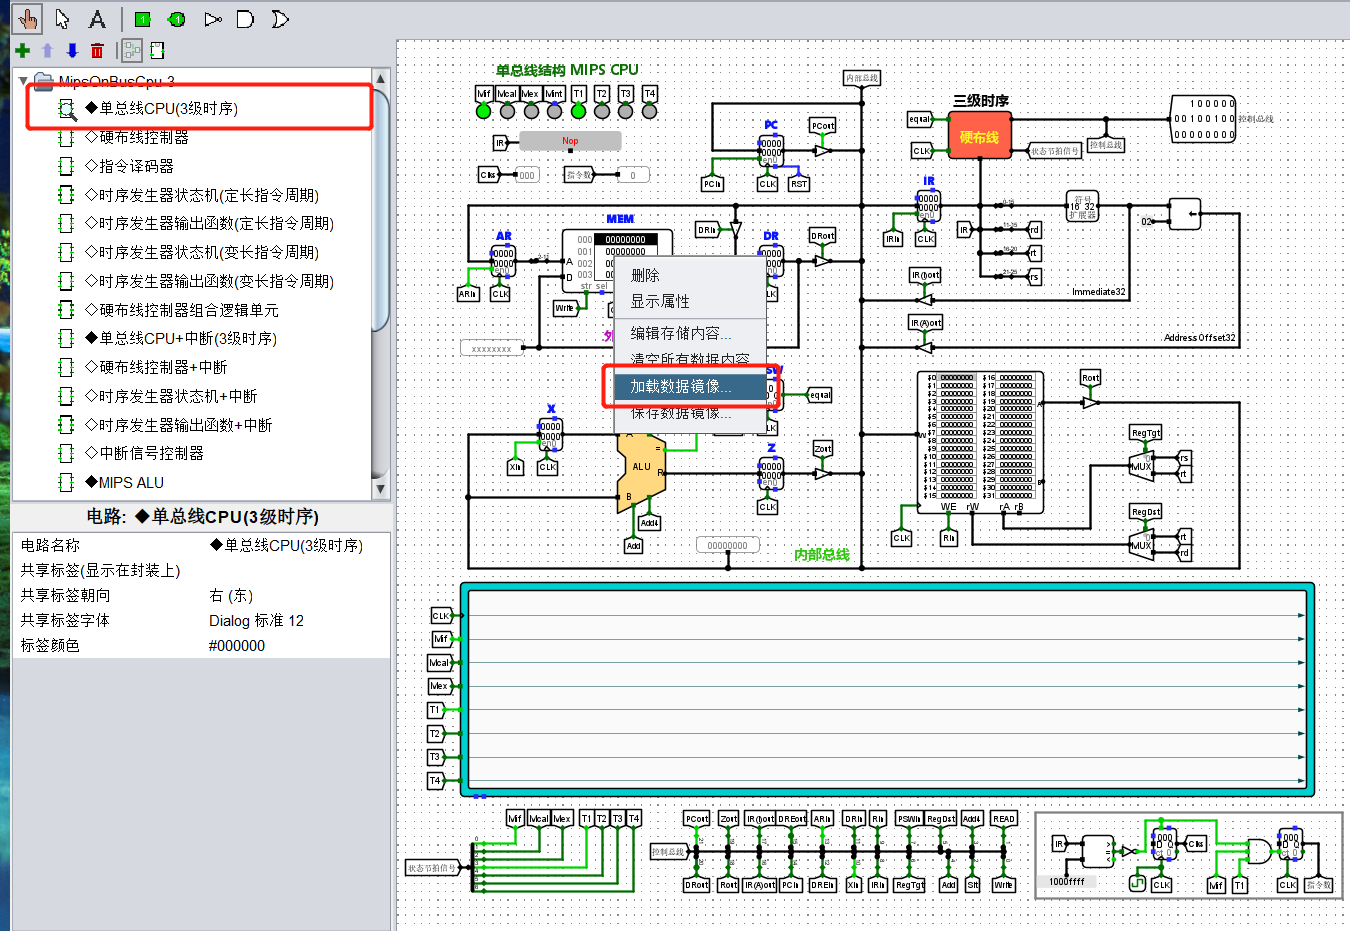 MipsOnBusCpu-3
◆单总线CPU(3级时序)
◇硬布线控制器
◇指令译码器
◇时序发生器状态机(定长指令周期)
◇时序发生器输出函数(定长指令周期)
◇时序发生器状态机(变长指令周期)
◇时序发生器输出函数(变长指令周期)
◇硬布线控制器组合逻辑单元
◆单总线CPU+中断(3级时序)
◇硬布线控制器+中断
◇时序发生器状态机+中断
◇时序发生器输出函数+中断
◇中断信号控制器
◆MIPS ALU
电路: ◆单总线CPU(3级时序)
电路名称 ◆单总线CPU(3级时序)
共享标签(显示在封装上)
共享标签朝向 右 (东)
共享标签字体 Dialog 标准 12
标签颜色 #000000
单总线结构 MIPS CPU
Mif Mcal Mex Mint T1 T2 T3 T4
IR Nop
Clks 000 指令数 0
内部总线
PC PCout
PCin CLK RST
三级时序
equal
CLK
硬布线
状态节拍信号
控制总线
100000
00100100
00000000
控制总线
IR
IRin CLK
符号
16 32
扩展器
02
IR rd
rt
rs
IR(I)out
Immediate32
IR(A)out
Address Offset32
MEM
AR
ARin CLK
000 00000000
001 00000000
A
D
str sel
Write
DRin
DR DRout
xxxxxxxx
删除
显示属性
编辑存储内容...
清空所有数据内容
加载数据镜像...
保存数据镜像...
equal
X
Xin CLK
ALU
Add4
Add
Z Zout
CLK
00000000
内部总线
WE rW rA rB
CLK Rin
Rout
RegTgt
MUX rs
rt
RegDst
MUX rt
rd
CLK
Mif
Mcal
Mex
T1
T2
T3
T4
Mif Mcal Mex T1 T2 T3 T4
状态节拍信号
PCout Zout IR(I)out DREout ARin DRin Rin PSWin RegDst Add4 READ
控制总线
DRout Rout IR(A)out PCin DREin Xin IRin RegTgt Add Slt Write
IR
1000ffff
Clks
CLK Mif T1 CLK 指令数